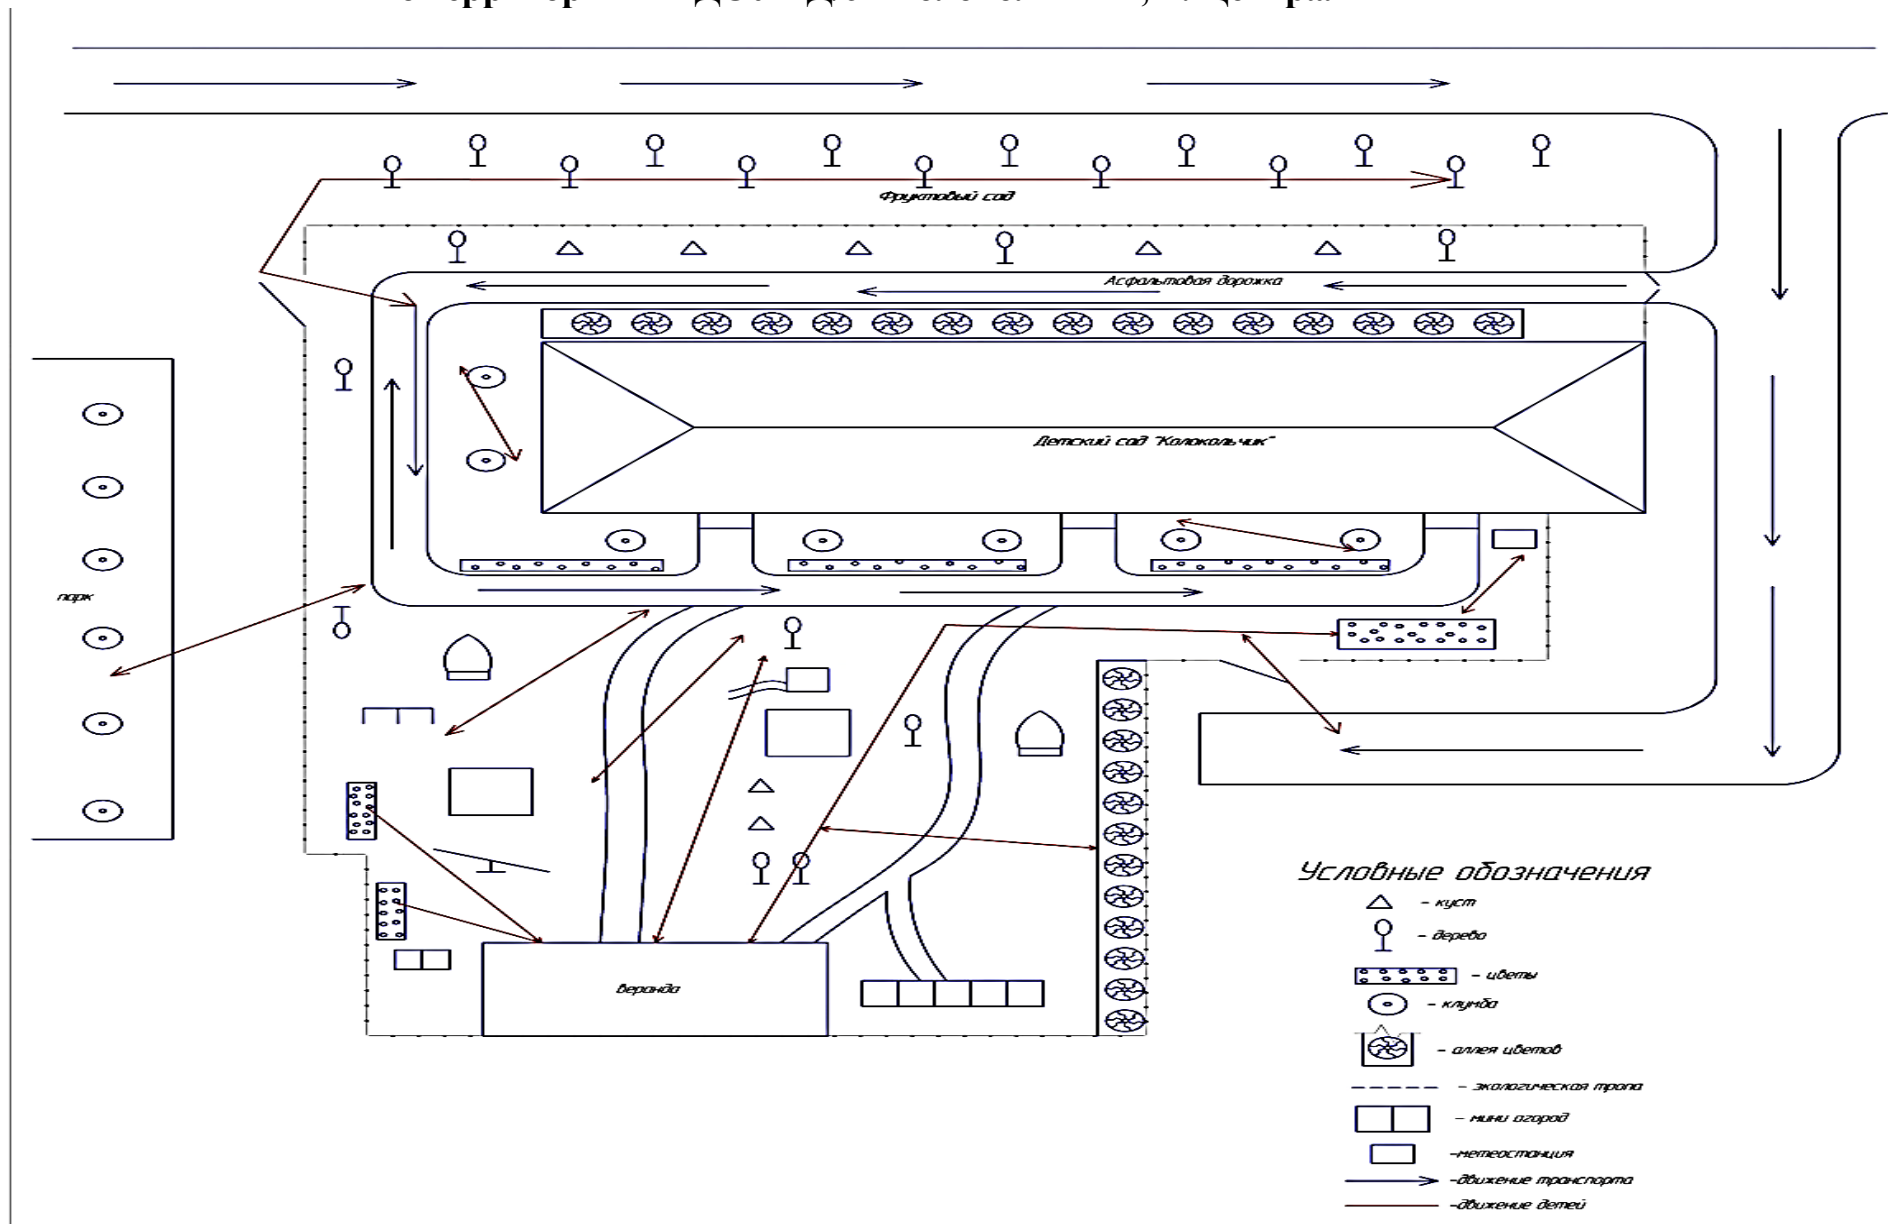 Фруктовый сад
Асфальтовая дорожка
Детский сад "Колокольчик"
парк
веранда
Условные обозначения
- куст
- дерево
- цветы
- клумба
- аллея цветов
- экологическая тропа
- мини огород
-метеостанция
-движение транспорта
-движение детей